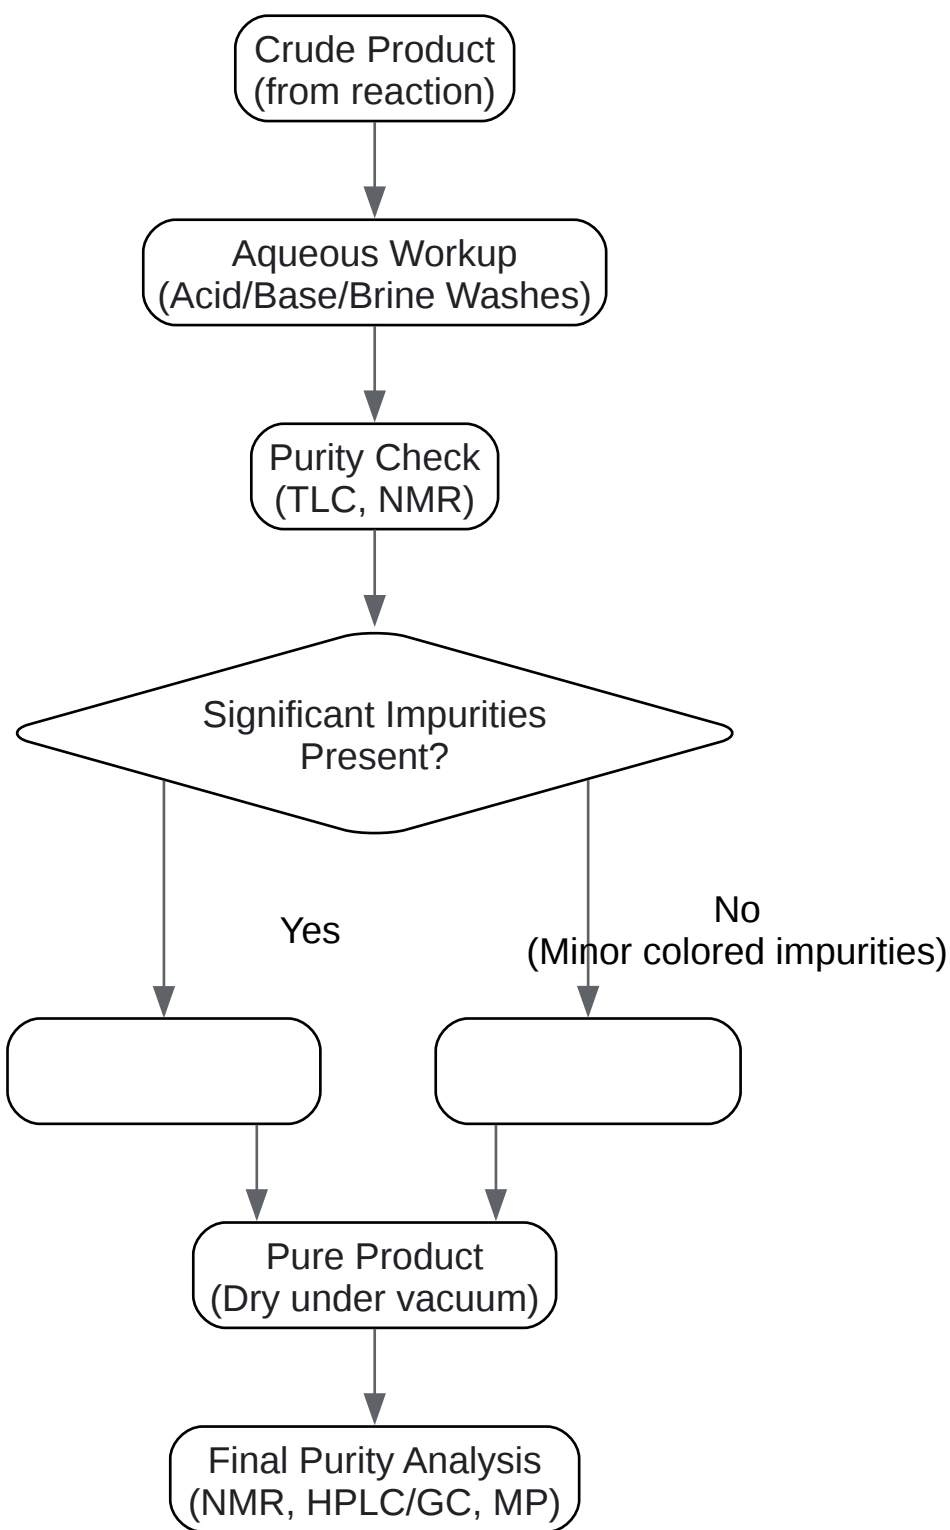 Crude Product
(from reaction)
Aqueous Workup
(Acid/Base/Brine Washes)
Purity Check
(TLC, NMR)
Significant Impurities
Present?
Yes
No
(Minor colored impurities)
Pure Product
(Dry under vacuum)
Final Purity Analysis
(NMR, HPLC/GC, MP)